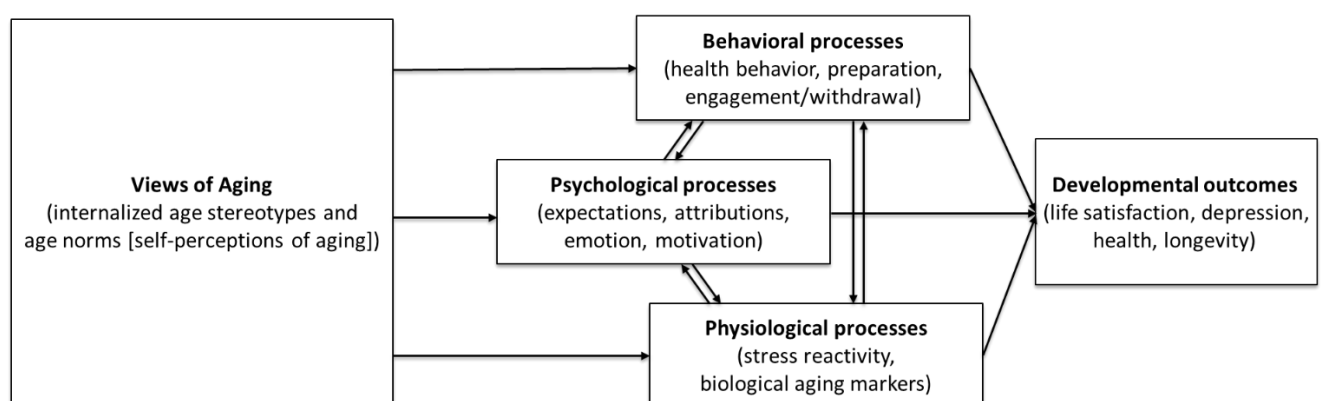 Views of Aging
(internalized age stereotypes and
age norms [self-perceptions of aging])
Behavioral processes
(health behavior, preparation,
engagement/withdrawal)
Psychological processes
(expectations, attributions,
emotion, motivation)
Physiological processes
(stress reactivity,
biological aging markers)
Developmental outcomes
(life satisfaction, depression,
health, longevity)